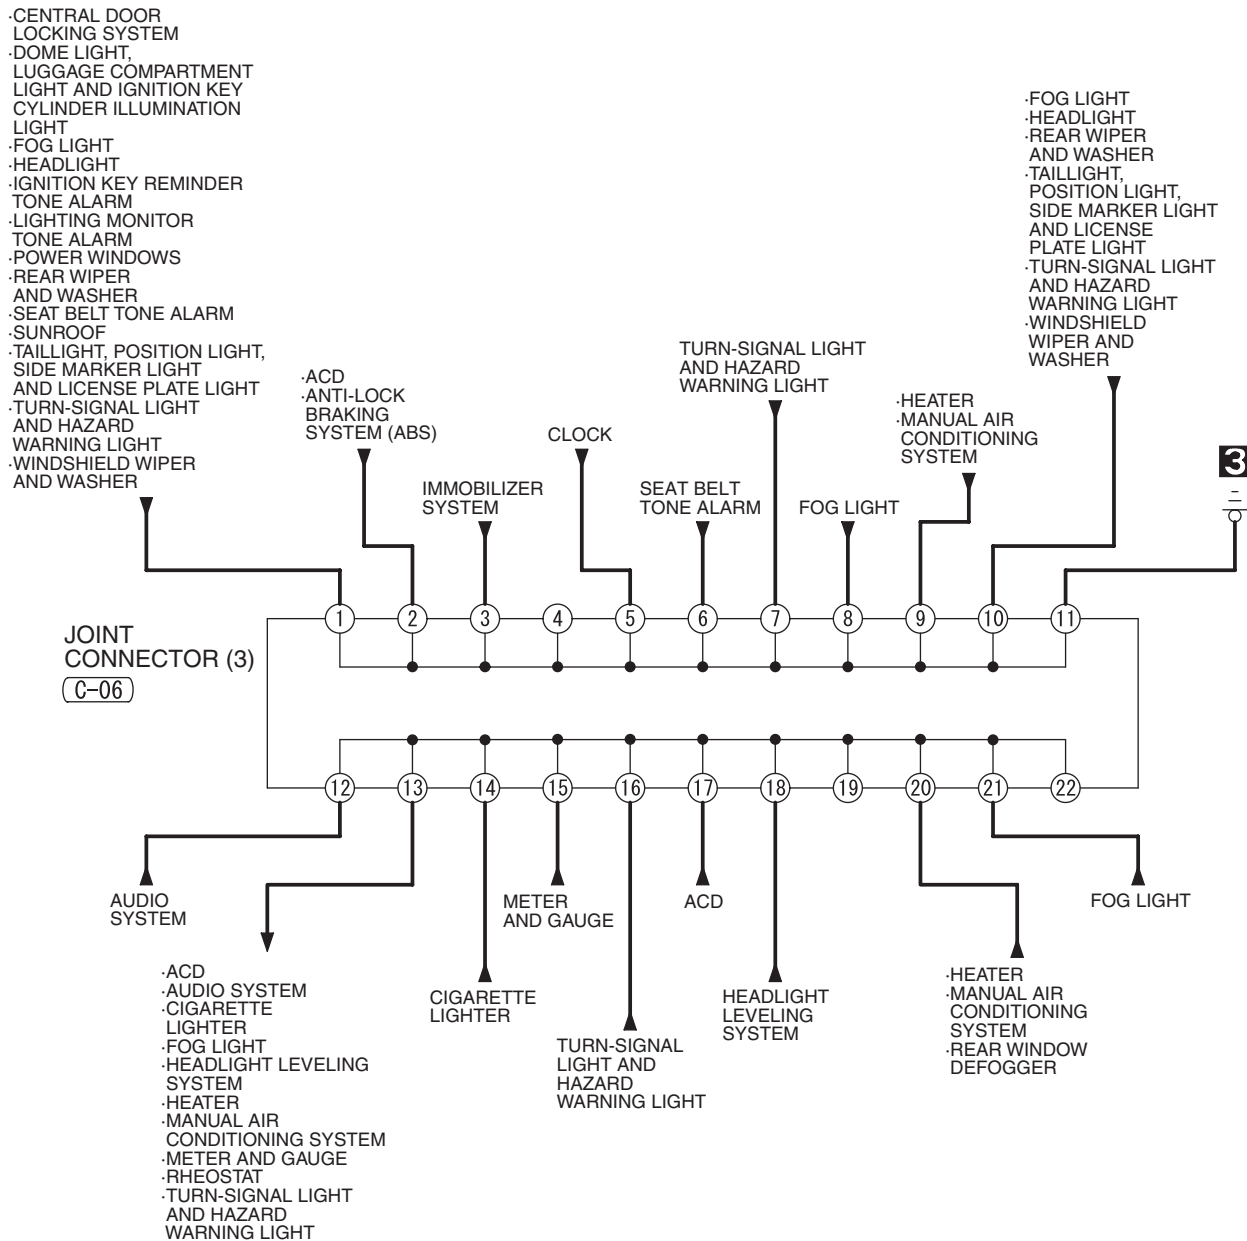 ·CENTRAL DOOR
LOCKING SYSTEM
·DOME LIGHT,
LUGGAGE COMPARTMENT
LIGHT AND IGNITION KEY
CYLINDER ILLUMINATION
LIGHT
·FOG LIGHT
·HEADLIGHT
·IGNITION KEY REMINDER
TONE ALARM
·LIGHTING MONITOR
TONE ALARM
·POWER WINDOWS
·REAR WIPER
AND WASHER
·SEAT BELT TONE ALARM
·SUNROOF
·TAILLIGHT, POSITION LIGHT,
SIDE MARKER LIGHT
AND LICENSE PLATE LIGHT
·TURN-SIGNAL LIGHT
AND HAZARD
WARNING LIGHT
·WINDSHIELD WIPER
AND WASHER
·ACD
·ANTI-LOCK
BRAKING
SYSTEM (ABS)
IMMOBILIZER
SYSTEM
CLOCK
SEAT BELT
TONE ALARM
TURN-SIGNAL LIGHT
AND HAZARD
WARNING LIGHT
FOG LIGHT
·HEATER
·MANUAL AIR
CONDITIONING
SYSTEM
·FOG LIGHT
·HEADLIGHT
·REAR WIPER
AND WASHER
·TAILLIGHT,
POSITION LIGHT,
SIDE MARKER LIGHT
AND LICENSE
PLATE LIGHT
·TURN-SIGNAL LIGHT
AND HAZARD
WARNING LIGHT
·WINDSHIELD
WIPER AND
WASHER
3
1 2 3 4 5 6 7 8 9 10 11
JOINT
CONNECTOR (3)
C-06
12 13 14 15 16 17 18 19 20 21 22
AUDIO
SYSTEM
·ACD
·AUDIO SYSTEM
·CIGARETTE
LIGHTER
·FOG LIGHT
·HEADLIGHT LEVELING
SYSTEM
·HEATER
·MANUAL AIR
CONDITIONING SYSTEM
·METER AND GAUGE
·RHEOSTAT
·TURN-SIGNAL LIGHT
AND HAZARD
WARNING LIGHT
CIGARETTE
LIGHTER
METER
AND GAUGE
TURN-SIGNAL
LIGHT AND
HAZARD
WARNING LIGHT
ACD
HEADLIGHT
LEVELING
SYSTEM
·HEATER
·MANUAL AIR
CONDITIONING
SYSTEM
·REAR WINDOW
DEFOGGER
FOG LIGHT